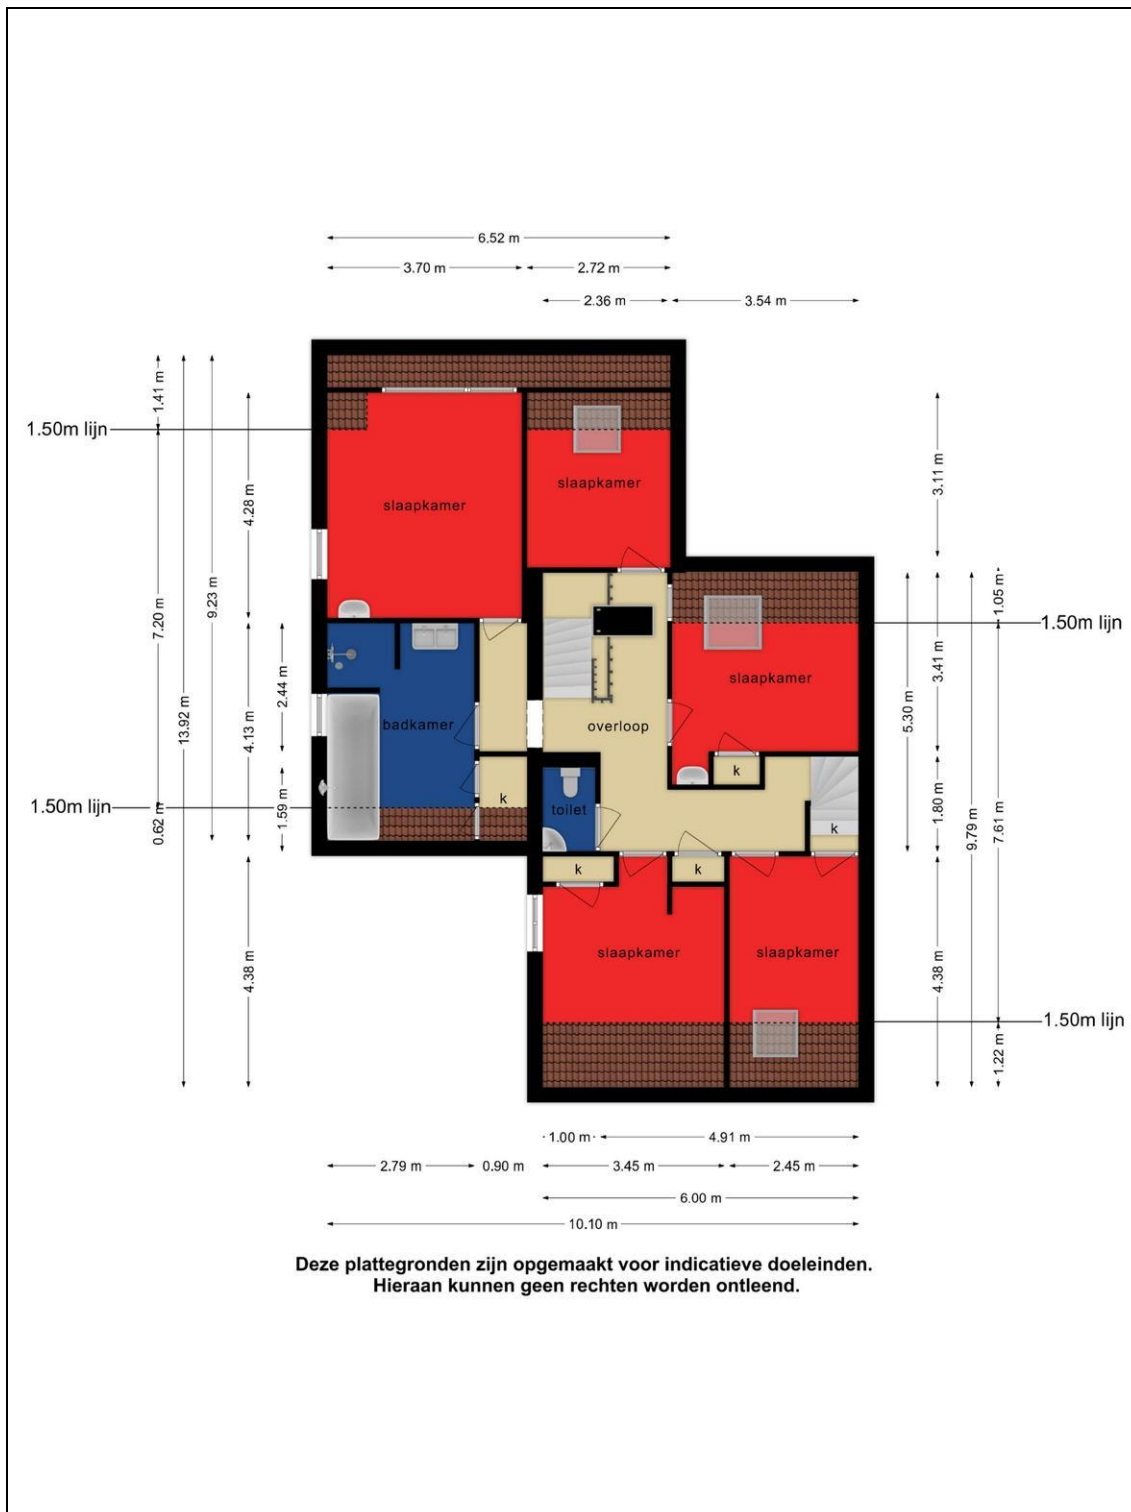 6.52 m
3.70 m
2.72 m
2.36 m
3.54 m
1.41 m
13.92 m
9.23 m
4.28 m
7.20 m
0.62 m
4.13 m
2.44 m
1.59 m
4.38 m
1.50m lijn
1.50m lijn
slaapkamer
slaapkamer
slaapkamer
badkamer
overloop
toilet
k
k
k
k
k
slaapkamer
slaapkamer
3.11 m
1.05 m
1.50m lijn
3.41 m
5.30 m
1.80 m
9.79 m
7.61 m
4.38 m
1.50m lijn
1.22 m
1.00 m
4.91 m
2.79 m
0.90 m
3.45 m
2.45 m
6.00 m
10.10 m
Deze plattegronden zijn opgemaakt voor indicatieve doeleinden.
Hieraan kunnen geen rechten worden ontleend.